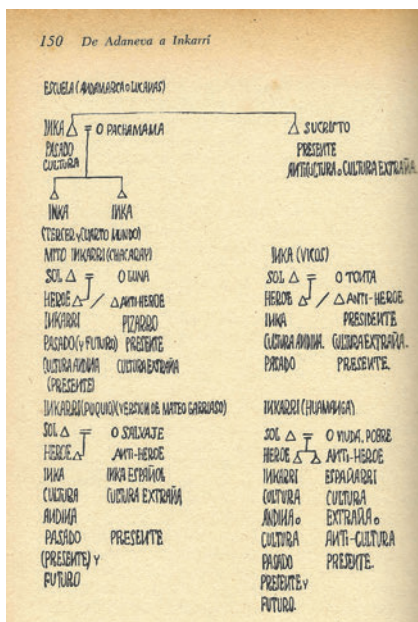 150 De Adaneva a Inkarrí
ESCUELA (ANDAMARCA o LUCANAS)
INKA △ = O PACHAMAMA
△ SUCRISTO
PASADO
CULTURA
PRESENTE
ANTICULTURA o CULTURA EXTRAÑA.
△ △
INKA INKA
(TERCER y CUARTO MUNDO)
MITO INKARRI (CHACARAY)
SOL △ = O LUNA
HEROE △ / △ ANTI-HEROE
INKARRI PIZARRO
PASADO (y FUTURO) PRESENTE
CULTURA ANDINA CULTURA EXTRAÑA
(PRESENTE)
INKA (VICOS)
SOL △ = O TONTA
HEROE △ / △ ANTI-HEROE
INKA PRESIDENTE
CULTURA ANDINA. CULTURA EXTRAÑA.
PASADO PRESENTE.
INKARRI (PUQUIO) (VERSION DE MATEO GARRIASO)
SOL △ = O SALVAJE
HEROE △ ANTI-HEROE
INKA INKA ESPAÑOL
CULTURA CULTURA EXTRAÑA
ANDINA
PASADO PRESENTE
(PRESENTE) Y
FUTURO
INKARRI (HUAMANGA)
SOL △ = O VIUDA, POBRE
HEROE △ △ ANTI-HEROE
INKARRI ESPAÑARRI
CULTURA CULTURA
ANDINA o EXTRAÑA o
CULTURA ANTI-CULTURA
PASADO PRESENTE.
PRESENTE y
FUTURO.